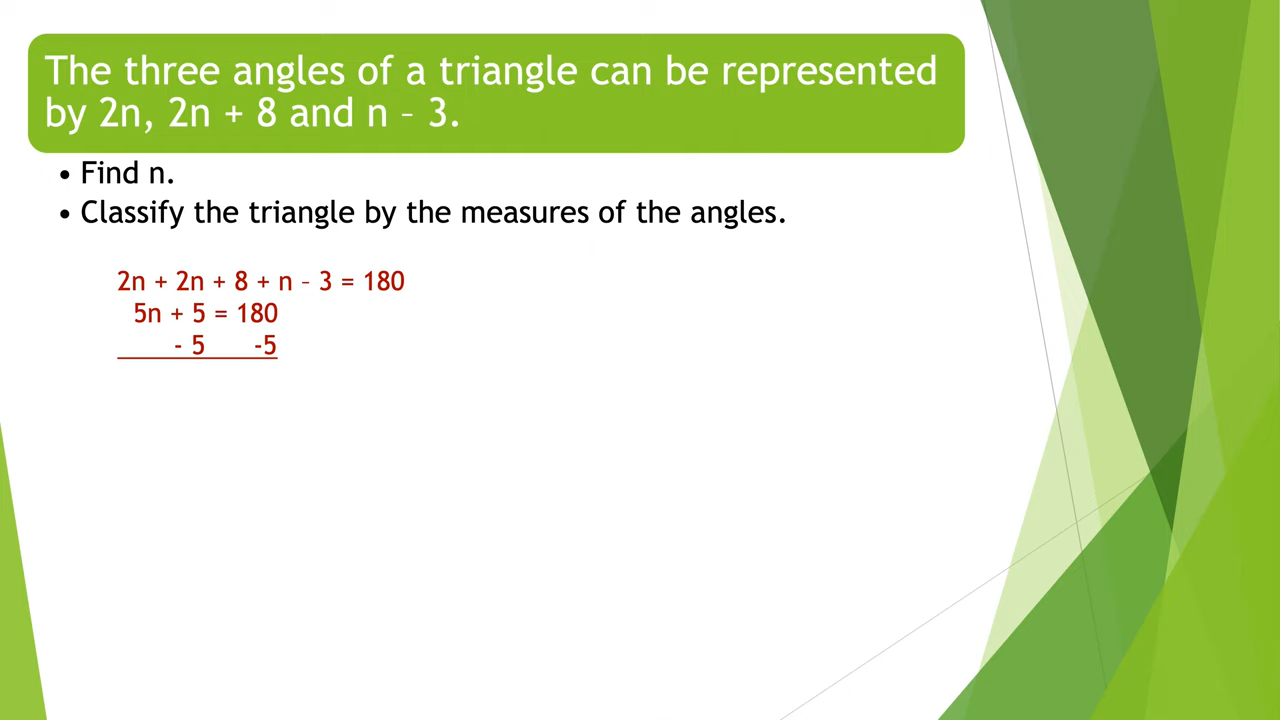 The three angles of a triangle can be represented
by 2n, 2n + 8 and n – 3.
• Find n.
• Classify the triangle by the measures of the angles.
2n + 2n + 8 + n – 3 = 180
5n + 5 = 180
- 5 -5